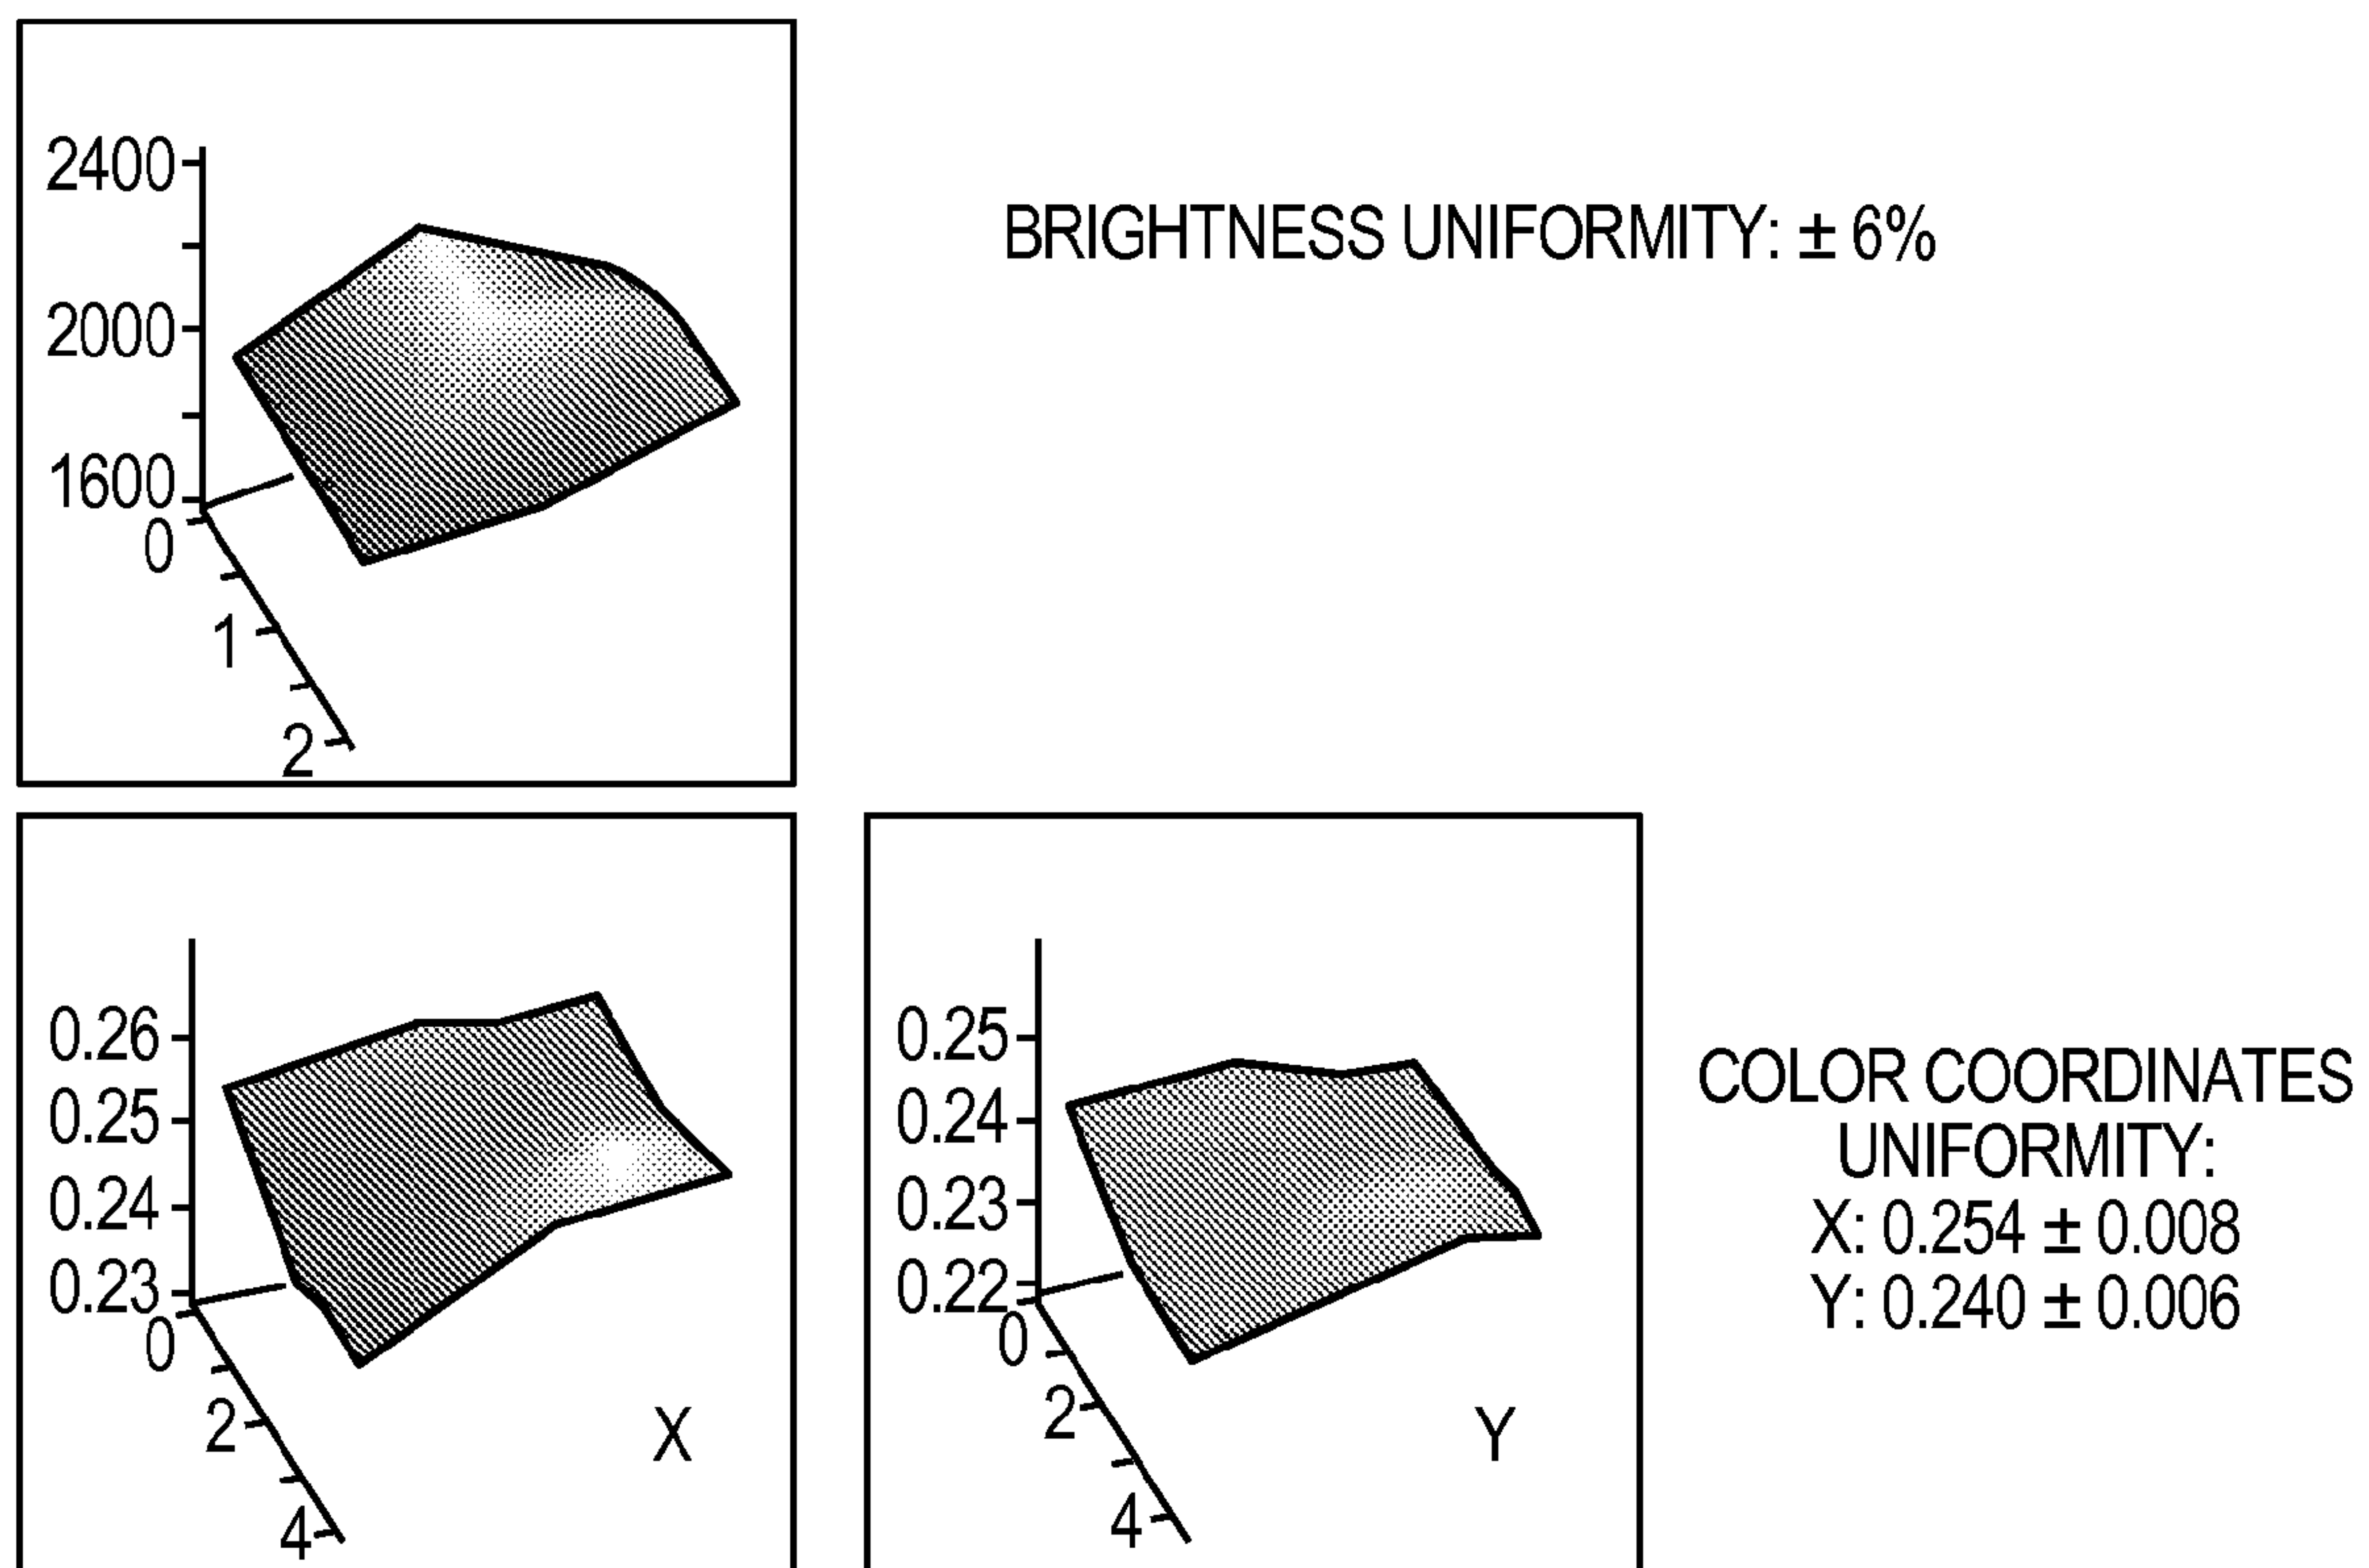 2400
2000
1600
0
1
2
BRIGHTNESS UNIFORMITY: ± 6%
0.26
0.25
0.24
0.23
0
2
4
X
0.25
0.24
0.23
0.22
0
2
4
Y
COLOR COORDINATES
UNIFORMITY:
X: 0.254 ± 0.008
Y: 0.240 ± 0.006